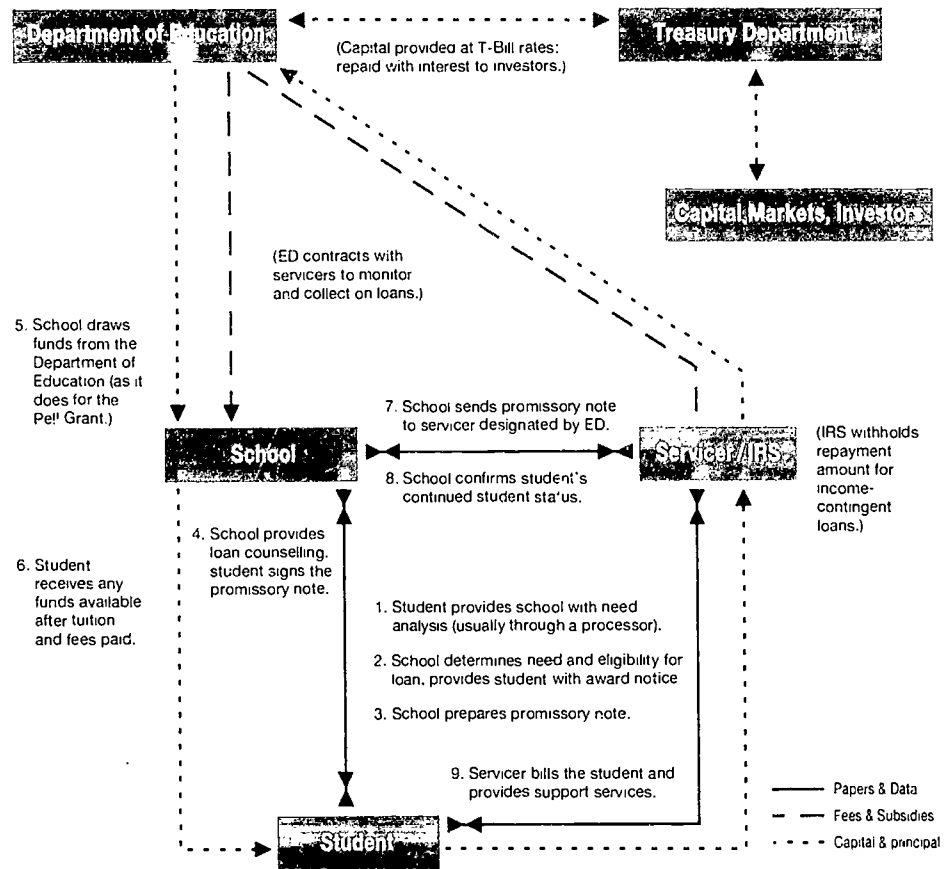 Department of Education
Treasury Department
(Capital provided at T-Bill rates:
repaid with interest to investors.)
Capital Markets, Investors
(ED contracts with
servicers to monitor
and collect on loans.)
5. School draws
funds from the
Department of
Education (as it
does for the
Pell Grant.)
7. School sends promissory note
to servicer designated by ED.
School
Servicer/IRS
(IRS withholds
repayment
amount for
income-
contingent
loans.)
8. School confirms student's
continued student status.
4. School provides
loan counselling,
student signs the
promissory note.
6. Student
receives any
funds available
after tuition
and fees paid.
1. Student provides school with need
analysis (usually through a processor).
2. School determines need and eligibility for
loan, provides student with award notice
3. School prepares promissory note.
9. Servicer bills the student and
provides support services.
Student
Papers & Data
Fees & Subsidies
Capital & principal